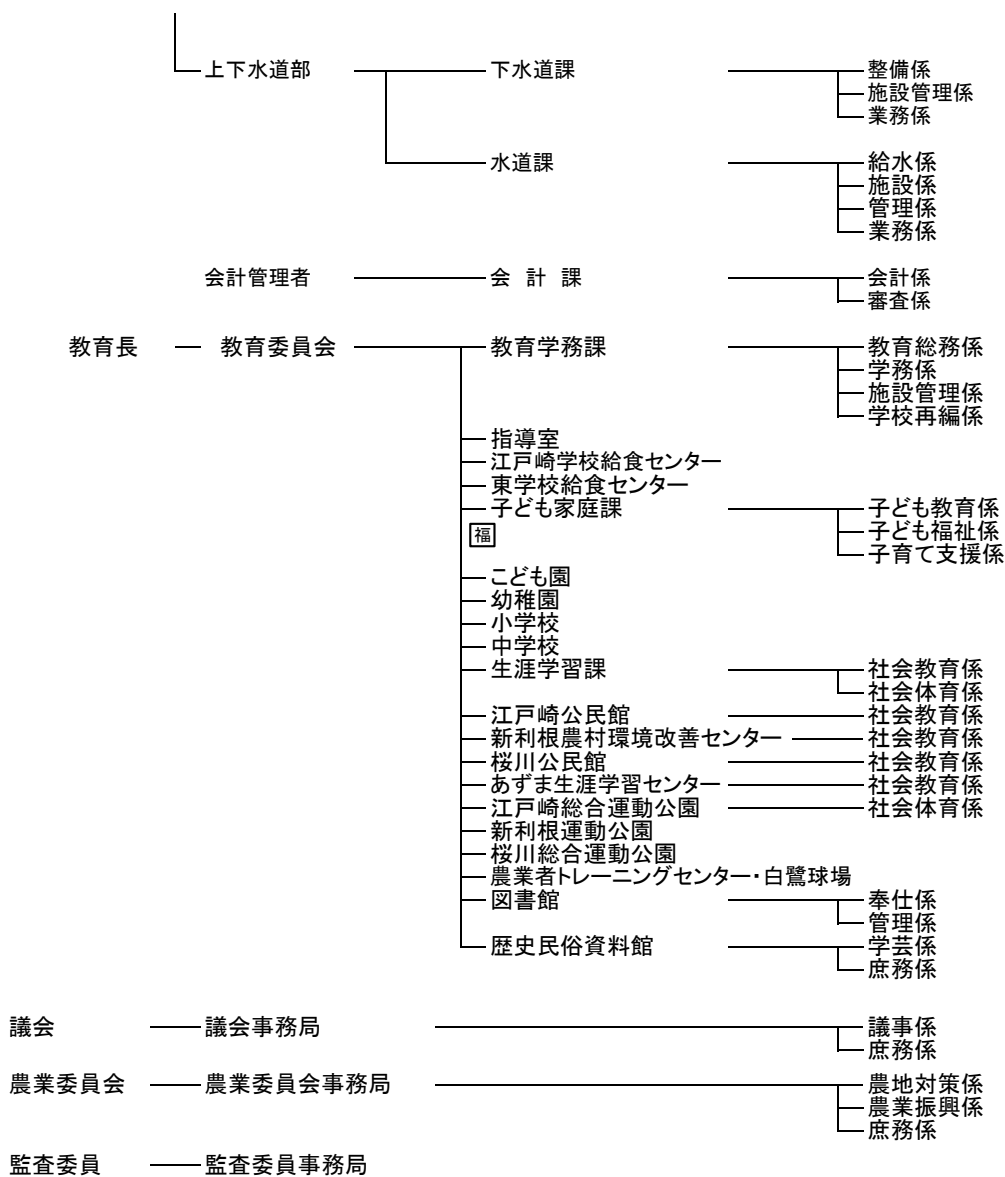 上下水道部 下水道課 整備係
施設管理係
業務係
水道課 給水係
施設係
管理係
業務係
会計管理者 会計課 会計係
審査係
教育長 教育委員会 教育学務課 教育総務係
学務係
施設管理係
学校再編係
指導室
江戸崎学校給食センター
東学校給食センター
子ども家庭課 子ども教育係
福 子ども福祉係
子育て支援係
こども園
幼稚園
小学校
中学校
生涯学習課 社会教育係
社会体育係
江戸崎公民館 社会教育係
新利根農村環境改善センター 社会教育係
桜川公民館 社会教育係
あずま生涯学習センター 社会教育係
江戸崎総合運動公園 社会体育係
新利根運動公園
桜川総合運動公園
農業者トレーニングセンター・白鷺球場
図書館 奉仕係
管理係
歴史民俗資料館 学芸係
庶務係
議会 議会事務局 議事係
庶務係
農業委員会 農業委員会事務局 農地対策係
農業振興係
庶務係
監査委員 監査委員事務局